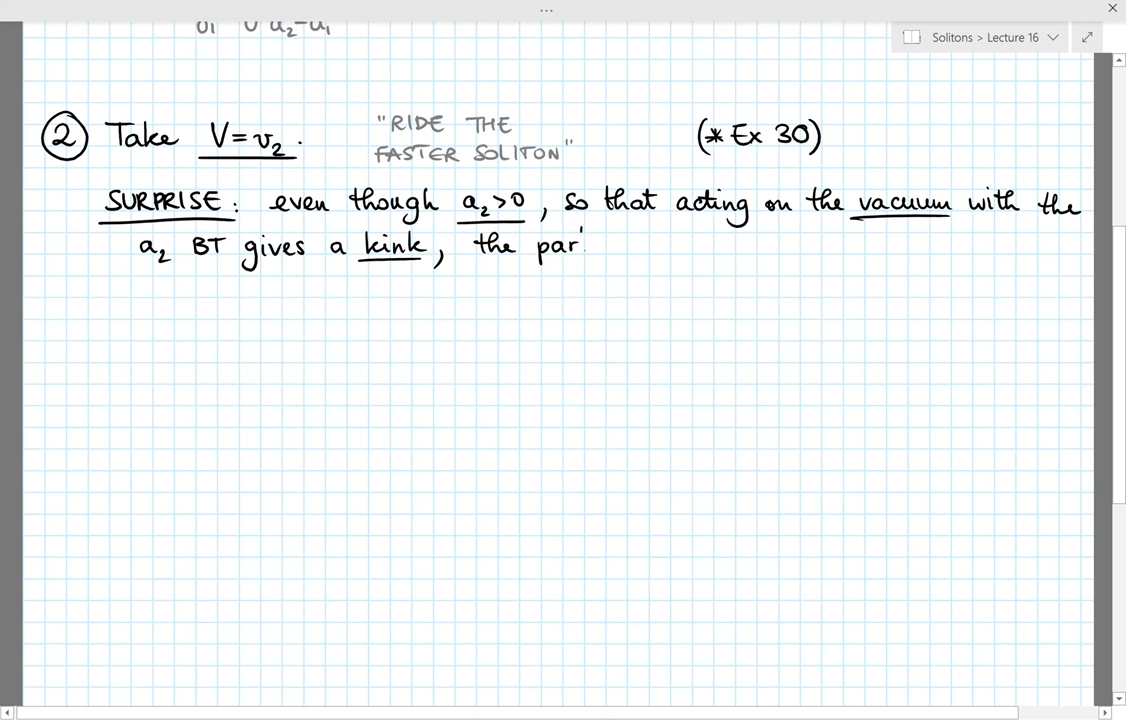 Solitons > Lecture 16
② Take V = v₂. "RIDE THE FASTER SOLITON" (* Ex 30)
SURPRISE: even though a₂>0, so that acting on the vacuum with the
a₂ BT gives a kink, the par